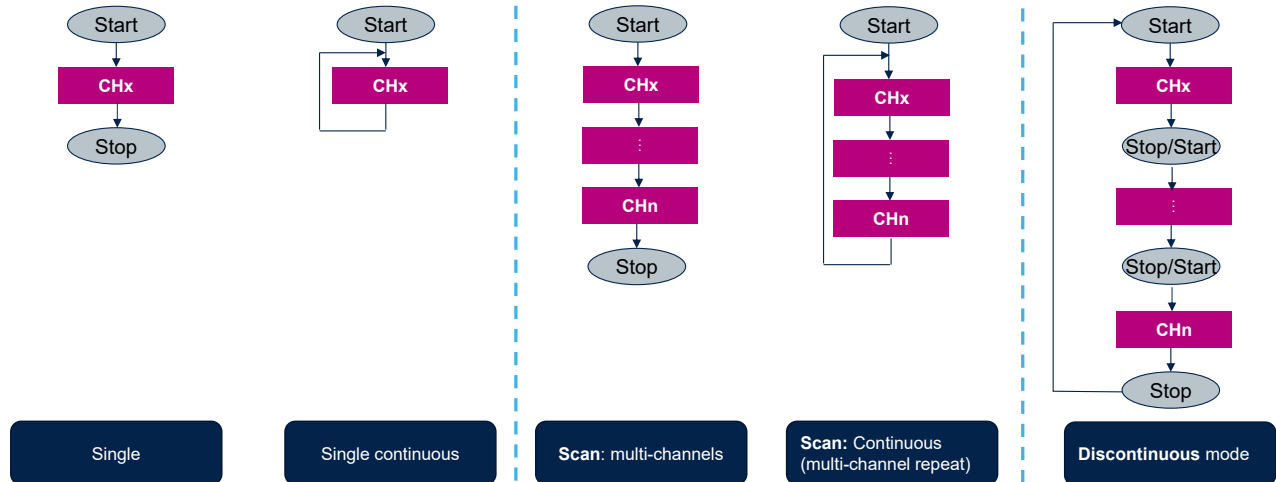 Start
CHx
Stop
Single
Start
CHx
Single continuous
Start
CHx
⋮
CHn
Stop
Scan: multi-channels
Start
CHx
⋮
CHn
Scan: Continuous
(multi-channel repeat)
Start
CHx
Stop/Start
⋮
Stop/Start
CHn
Stop
Discontinuous mode